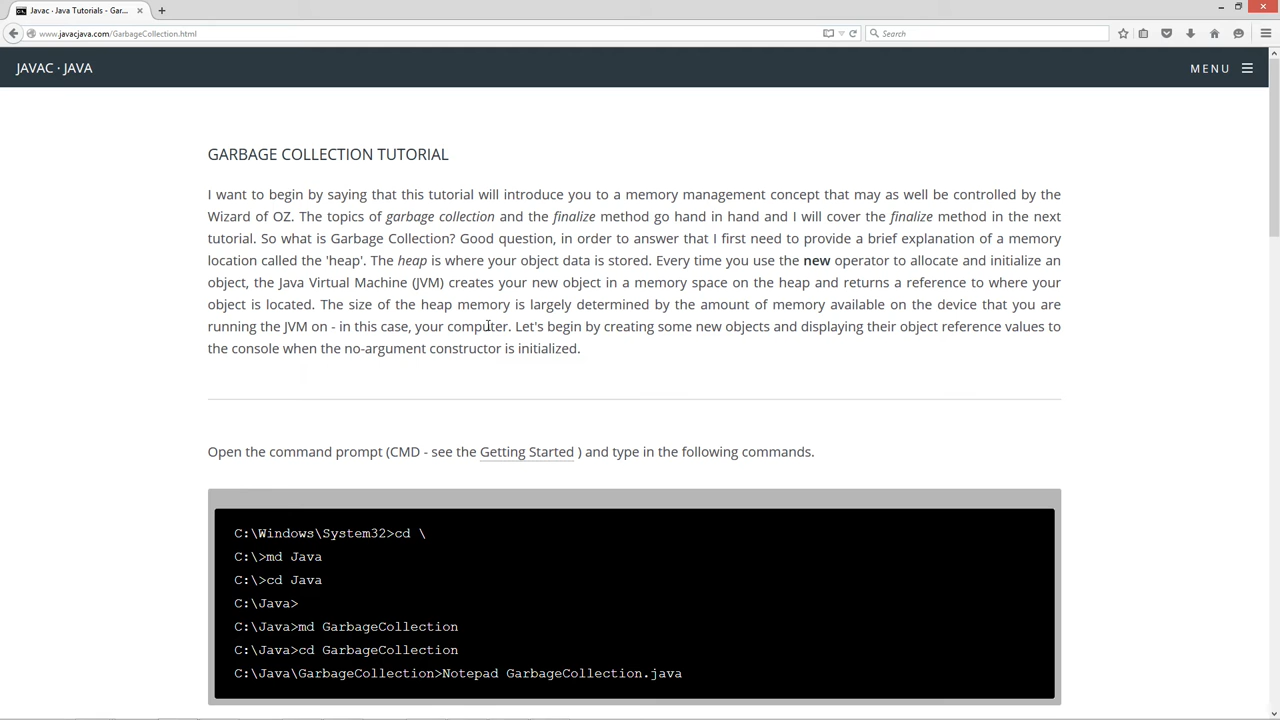 Javac · Java Tutorials - Gar...
www.javacjava.com/GarbageCollection.html
Search
JAVAC · JAVA
MENU
GARBAGE COLLECTION TUTORIAL
I want to begin by saying that this tutorial will introduce you to a memory management concept that may as well be controlled by the
Wizard of OZ. The topics of garbage collection and the finalize method go hand in hand and I will cover the finalize method in the next
tutorial. So what is Garbage Collection? Good question, in order to answer that I first need to provide a brief explanation of a memory
location called the 'heap'. The heap is where your object data is stored. Every time you use the new operator to allocate and initialize an
object, the Java Virtual Machine (JVM) creates your new object in a memory space on the heap and returns a reference to where your
object is located. The size of the heap memory is largely determined by the amount of memory available on the device that you are
running the JVM on - in this case, your computer. Let's begin by creating some new objects and displaying their object reference values to
the console when the no-argument constructor is initialized.
Open the command prompt (CMD - see the Getting Started ) and type in the following commands.
C:\Windows\System32>cd \
C:\>md Java
C:\>cd Java
C:\Java>
C:\Java>md GarbageCollection
C:\Java>cd GarbageCollection
C:\Java\GarbageCollection>Notepad GarbageCollection.java